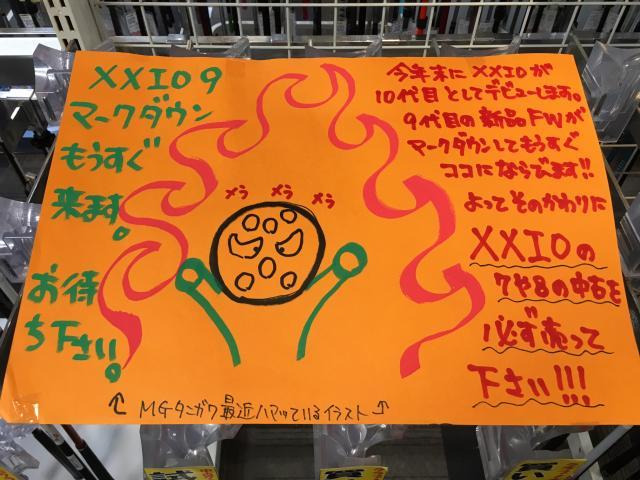 XXIO 9
マークダウン
もうすぐ
来ます。
お待
ち下さい。
今年末にXXIOが
10代目としてデビューします。
9代目の新品FWが
マークダウンしてもうすぐ
ココにならびます!!
よってそのかわりに
XXIOの
7や8の中古を
必ず売って
下さい!!!
メラ メラ メラ
↑MGタニガワ最近ハマっているイラスト↑
買い